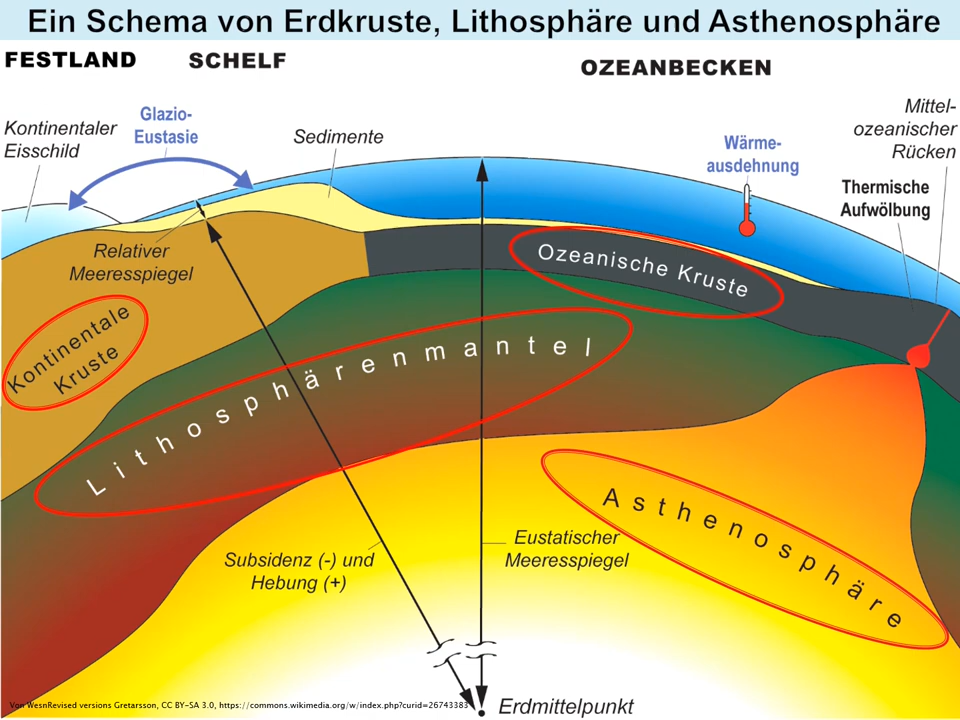 Ein Schema von Erdkruste, Lithosphäre und Asthenosphäre
FESTLAND
SCHELF
OZEANBECKEN
Kontinentaler
Eisschild
Glazio-
Eustasie
Sedimente
Wärme-
ausdehnung
Mittel-
ozeanischer
Rücken
Thermische
Aufwölbung
Relativer
Meeresspiegel
Ozeanische Kruste
Kontinentale
Kruste
Lithosphärenmantel
Asthenosphäre
Subsidenz (-) und
Hebung (+)
Eustatischer
Meeresspiegel
Erdmittelpunkt
Von WesnRevised versions Gretarsson, CC BY-SA 3.0, https://commons.wikimedia.org/w/index.php?curid=26743383